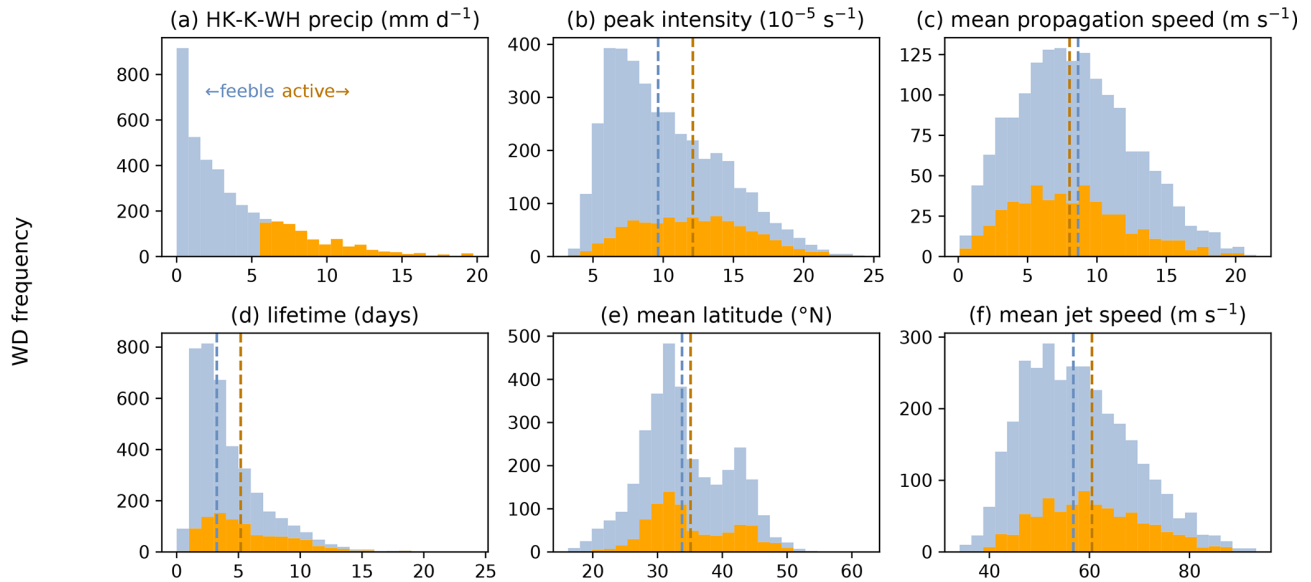 (a) HK-K-WH precip (mm d⁻¹)
(b) peak intensity (10⁻⁵ s⁻¹)
(c) mean propagation speed (m s⁻¹)
800
600
400
200
0
←feeble active→
0 5 10 15 20
400
300
200
100
0
5 10 15 20 25
125
100
75
50
25
0
0 5 10 15 20
WD frequency
(d) lifetime (days)
(e) mean latitude (°N)
(f) mean jet speed (m s⁻¹)
800
600
400
200
0
0 5 10 15 20 25
500
400
300
200
100
0
20 30 40 50 60
300
200
100
0
40 60 80